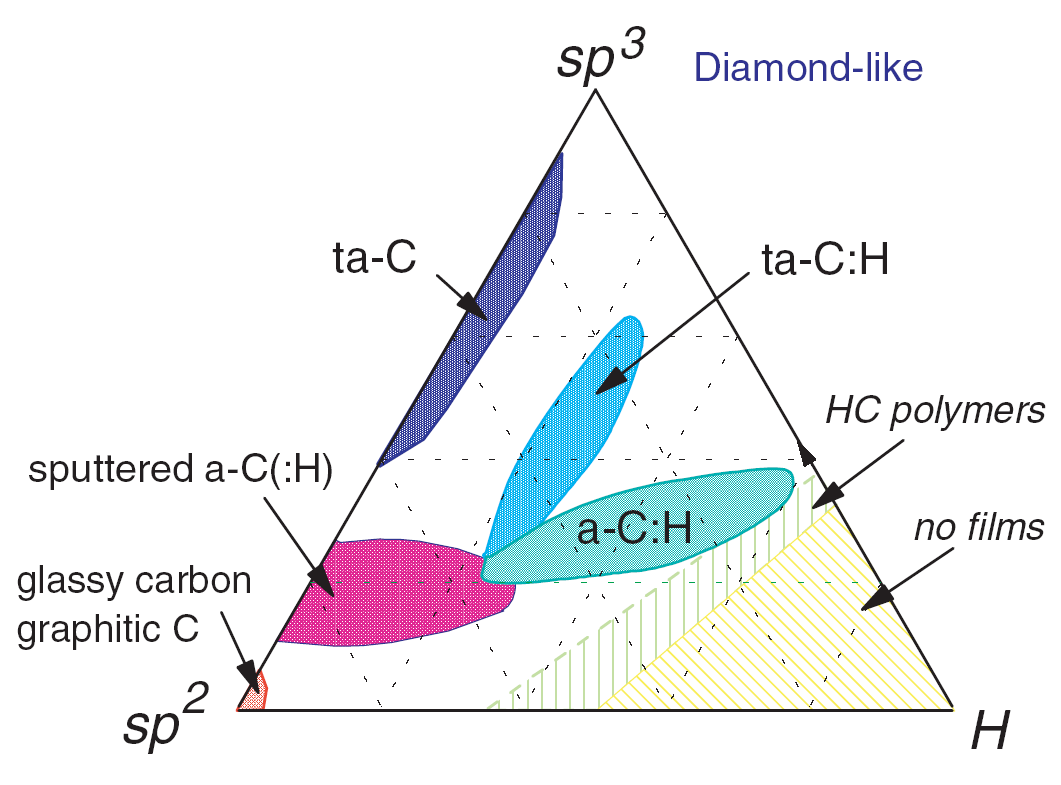 sp³
Diamond-like
ta-C
ta-C:H
HC polymers
sputtered a-C(:H)
a-C:H
no films
glassy carbon
graphitic C
sp²
H